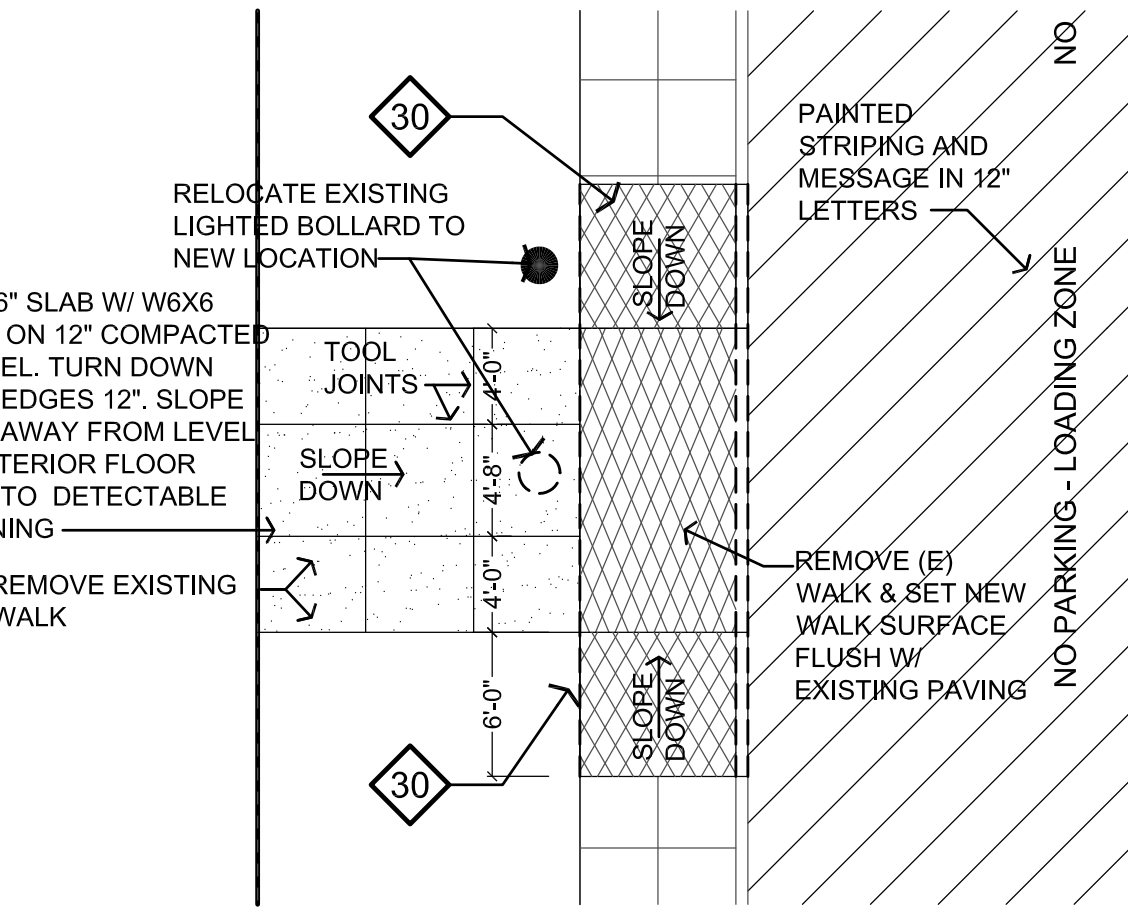 30
RELOCATE EXISTING
LIGHTED BOLLARD TO
NEW LOCATION
6" SLAB W/ W6X6
ON 12" COMPACTED
EL. TURN DOWN
EDGES 12". SLOPE
AWAY FROM LEVEL
TERIOR FLOOR
TO DETECTABLE
NING
REMOVE EXISTING
WALK
TOOL
JOINTS
SLOPE
DOWN
4'-0"
4'-8"
4'-0"
6'-0"
30
SLOPE
DOWN
SLOPE
DOWN
PAINTED
STRIPING AND
MESSAGE IN 12"
LETTERS
REMOVE (E)
WALK & SET NEW
WALK SURFACE
FLUSH W/
EXISTING PAVING
NO PARKING - LOADING ZONE
NO